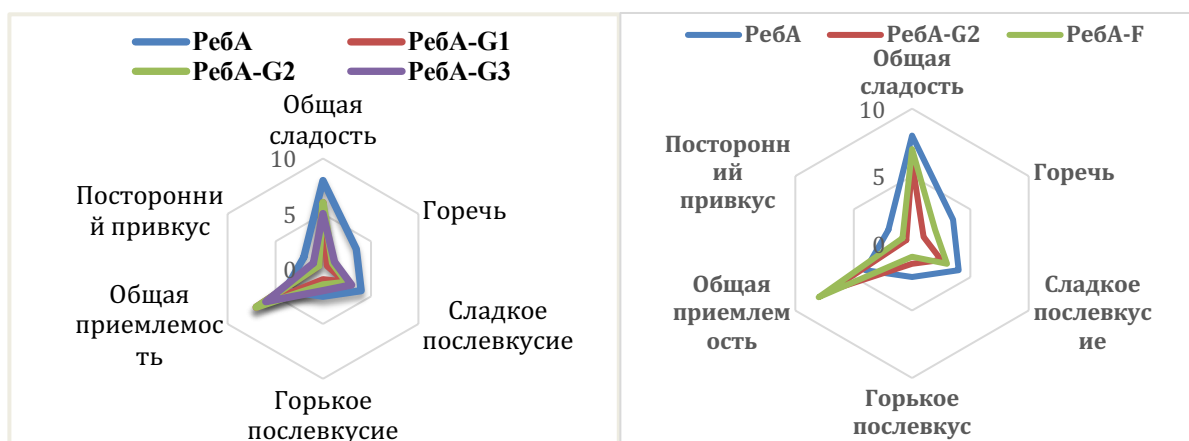 РебА
РебА-G1
РебА-G2
РебА-G3
Общая
сладость
Горечь
Сладкое
послевкусие
Горькое
послевкусие
Общая
приемлемос
ть
Посторонни
й привкус
10
5
0
РебА
РебА-G2
РебА-F
Общая
сладость
Горечь
Сладкое
послевкус
ие
Горькое
послевкус
Общая
приемлем
ость
Посторонн
ий
привкус
10
5
0